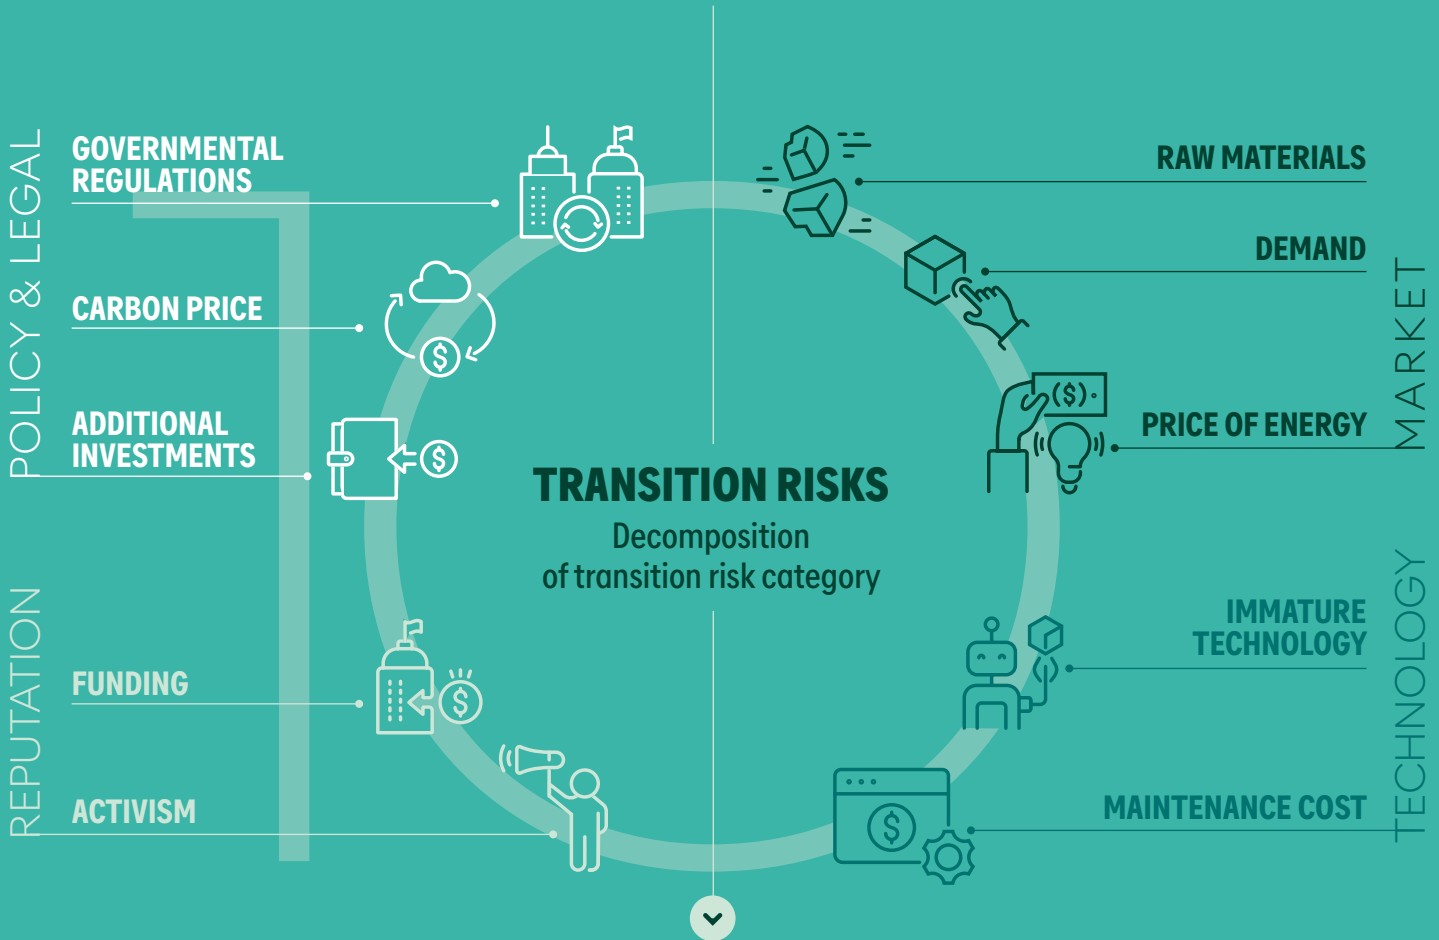 POLICY & LEGAL
GOVERNMENTAL
REGULATIONS
CARBON PRICE
ADDITIONAL
INVESTMENTS
REPUTATION
FUNDING
ACTIVISM
TRANSITION RISKS
Decomposition
of transition risk category
MARKET
RAW MATERIALS
DEMAND
PRICE OF ENERGY
TECHNOLOGY
IMMATURE
TECHNOLOGY
MAINTENANCE COST
$
$
$
($)
$